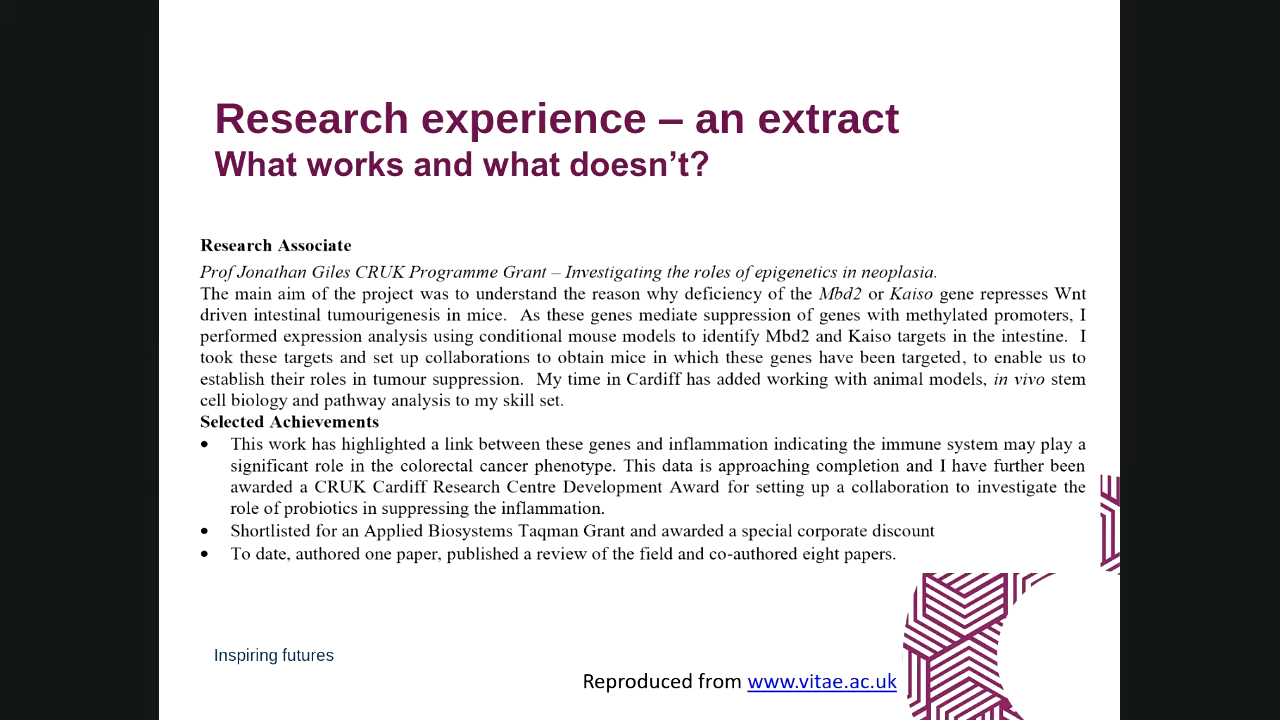 Research experience – an extract
What works and what doesn’t?
Research Associate
Prof Jonathan Giles CRUK Programme Grant – Investigating the roles of epigenetics in neoplasia.
The main aim of the project was to understand the reason why deficiency of the Mbd2 or Kaiso gene represses Wnt
driven intestinal tumourigenesis in mice.  As these genes mediate suppression of genes with methylated promoters, I
performed expression analysis using conditional mouse models to identify Mbd2 and Kaiso targets in the intestine.  I
took these targets and set up collaborations to obtain mice in which these genes have been targeted, to enable us to
establish their roles in tumour suppression.  My time in Cardiff has added working with animal models, in vivo stem
cell biology and pathway analysis to my skill set.
Selected Achievements
• This work has highlighted a link between these genes and inflammation indicating the immune system may play a
significant role in the colorectal cancer phenotype. This data is approaching completion and I have further been
awarded a CRUK Cardiff Research Centre Development Award for setting up a collaboration to investigate the
role of probiotics in suppressing the inflammation.
• Shortlisted for an Applied Biosystems Taqman Grant and awarded a special corporate discount
• To date, authored one paper, published a review of the field and co-authored eight papers.
Inspiring futures
Reproduced from www.vitae.ac.uk